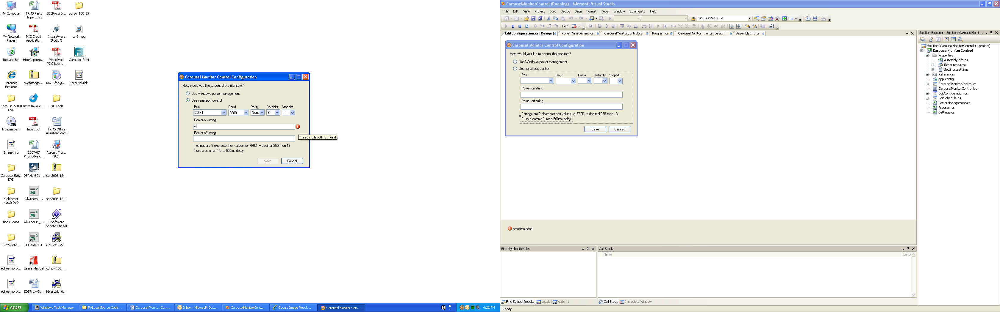 My Computer
TRMS Parts
Helper.xlsx
EDSProxyD...
cd_pvr150_27
My Network
Places
MIC Credit
Applicati...
InstallAware
Studio 5
cc-2.mpg
Recycle Bin
HtmlCapture...
VideoProd
MXO Loan ...
Carousel.fbp4
Internet
Explorer
WebImage...
MARSforQK...
Carousel.fbl4
Carousel 5.0.0
DVD
InstallAware...
PXE Tools
TrueImage...
Intuit.pdf
TRMS Office
Assistant.docx
Image.nrg
2007-07
Pricing-Rev...
Acronis Tru...
9.1
Carousel 5.0.1
DVD
DBANextGe...
san2008-12...
Cablecast
4.6.0 DVD
AllOrders4...
san2008-12...
Bank Loans
AllOrders4_...
SiSoftware
Sandra Lite XII
TRMS-Info...
All Orders 4
ir32_245_22...
echos-mofp...
User's Manual
cd_pvr150_...
echos-mofp...
EDSProxyD...
irblastwiz_6...
Carousel Monitor Control Configuration
How would you like to control the monitors?
Use Windows power management
Use serial port control
Port Baud Parity Databits Stopbits
COM1 9600 None 8 1
Power on string
A
Power off string
The string length is invalid
* strings are 2 character hex values. ie. FF0D = decimal 255 then 13
* use a comma ',' for a 500ms delay
Save Cancel
start
Windows Task Manager
F:\Local Source Code...
Carousel Monitor Con...
Inbox - Microsoft Out...
CarouselMonitorCont...
Google Image Result ...
Carousel Monitor Con...
4:22 PM
CarouselMonitorControl (Running) - Microsoft Visual Studio
File Edit View Project Build Debug Data Format Tools Window Community Help
run.FirstReel.Cue
Hex
EditConfiguration.cs [Design] PowerManagement.cs CarouselMonitorControl.cs Program.cs CarouselMonitor...rol.cs [Design] AssemblyInfo.cs
Carousel Monitor Control Configuration
How would you like to control the monitors?
Use Windows power management
Use serial port control
Port Baud Parity Databits Stopbits
Power on string
Power off string
* strings are 2 character hex values. ie. FF0D = decimal 255 then 13
* use a comma ',' for a 500ms delay
Save Cancel
errorProvider1
Find Symbol Results
Call Stack
Name
Langu
Find Symbol Results Locals Watch 1
Call Stack Immediate Window
Ready
Solution Explorer - Solution 'CarouselMonit...
Solution 'CarouselMonitorControl' (1 project)
CarouselMonitorControl
Properties
AssemblyInfo.cs
Resources.resx
Settings.settings
References
app.config
CarouselMonitorControl.cs
CarouselMonitorControl.ico
EditConfiguration.cs
EditSchedule.cs
PowerManagement.cs
Program.cs
Settings.cs